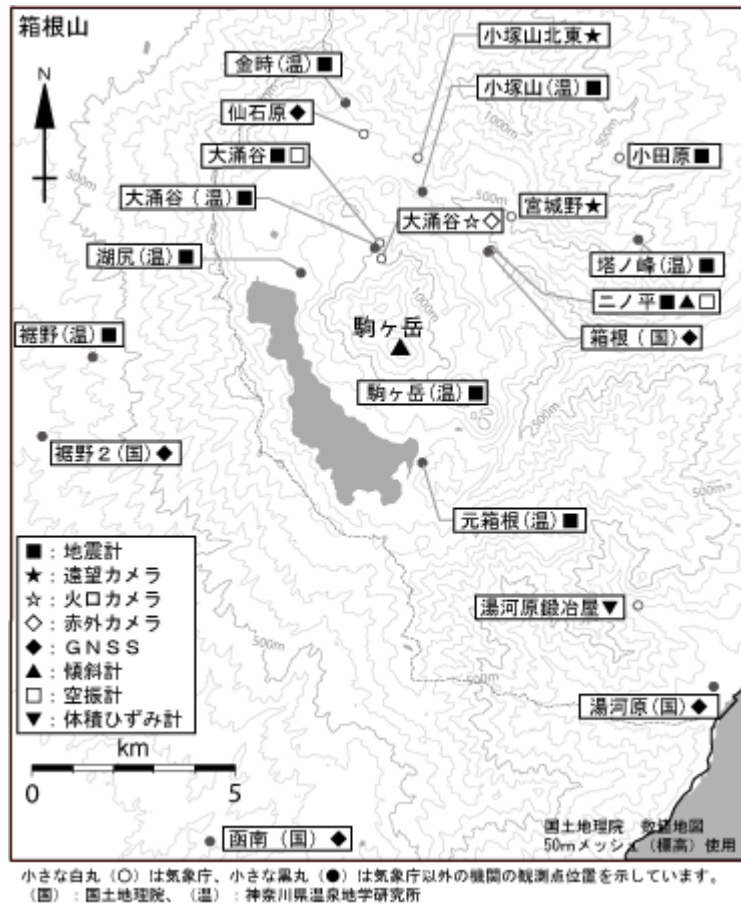 箱根山
小塚山北東★
金時(温)■
小塚山(温)■
仙石原◆
大涌谷■□
小田原■
大涌谷(温)■
宮城野★
大涌谷☆◇
湖尻(温)■
塔ノ峰(温)■
二ノ平■▲□
箱根(国)◆
駒ヶ岳
裾野(温)■
駒ヶ岳(温)■
裾野2(国)◆
元箱根(温)■
湯河原鍛冶屋▼
湯河原(国)◆
函南(国)◆
N
500m
1000m
500m
500m
1000m
500m
500m
500m
500m
■:地震計
★:遠望カメラ
☆:火口カメラ
◇:赤外カメラ
◆:GNSS
▲:傾斜計
□:空振計
▼:体積ひずみ計
km
0 5
国土地理院 数値地図
50mメッシュ(標高)使用
小さな白丸(○)は気象庁、小さな黒丸(●)は気象庁以外の機関の観測点位置を示しています。
(国):国土地理院、(温):神奈川県温泉地学研究所